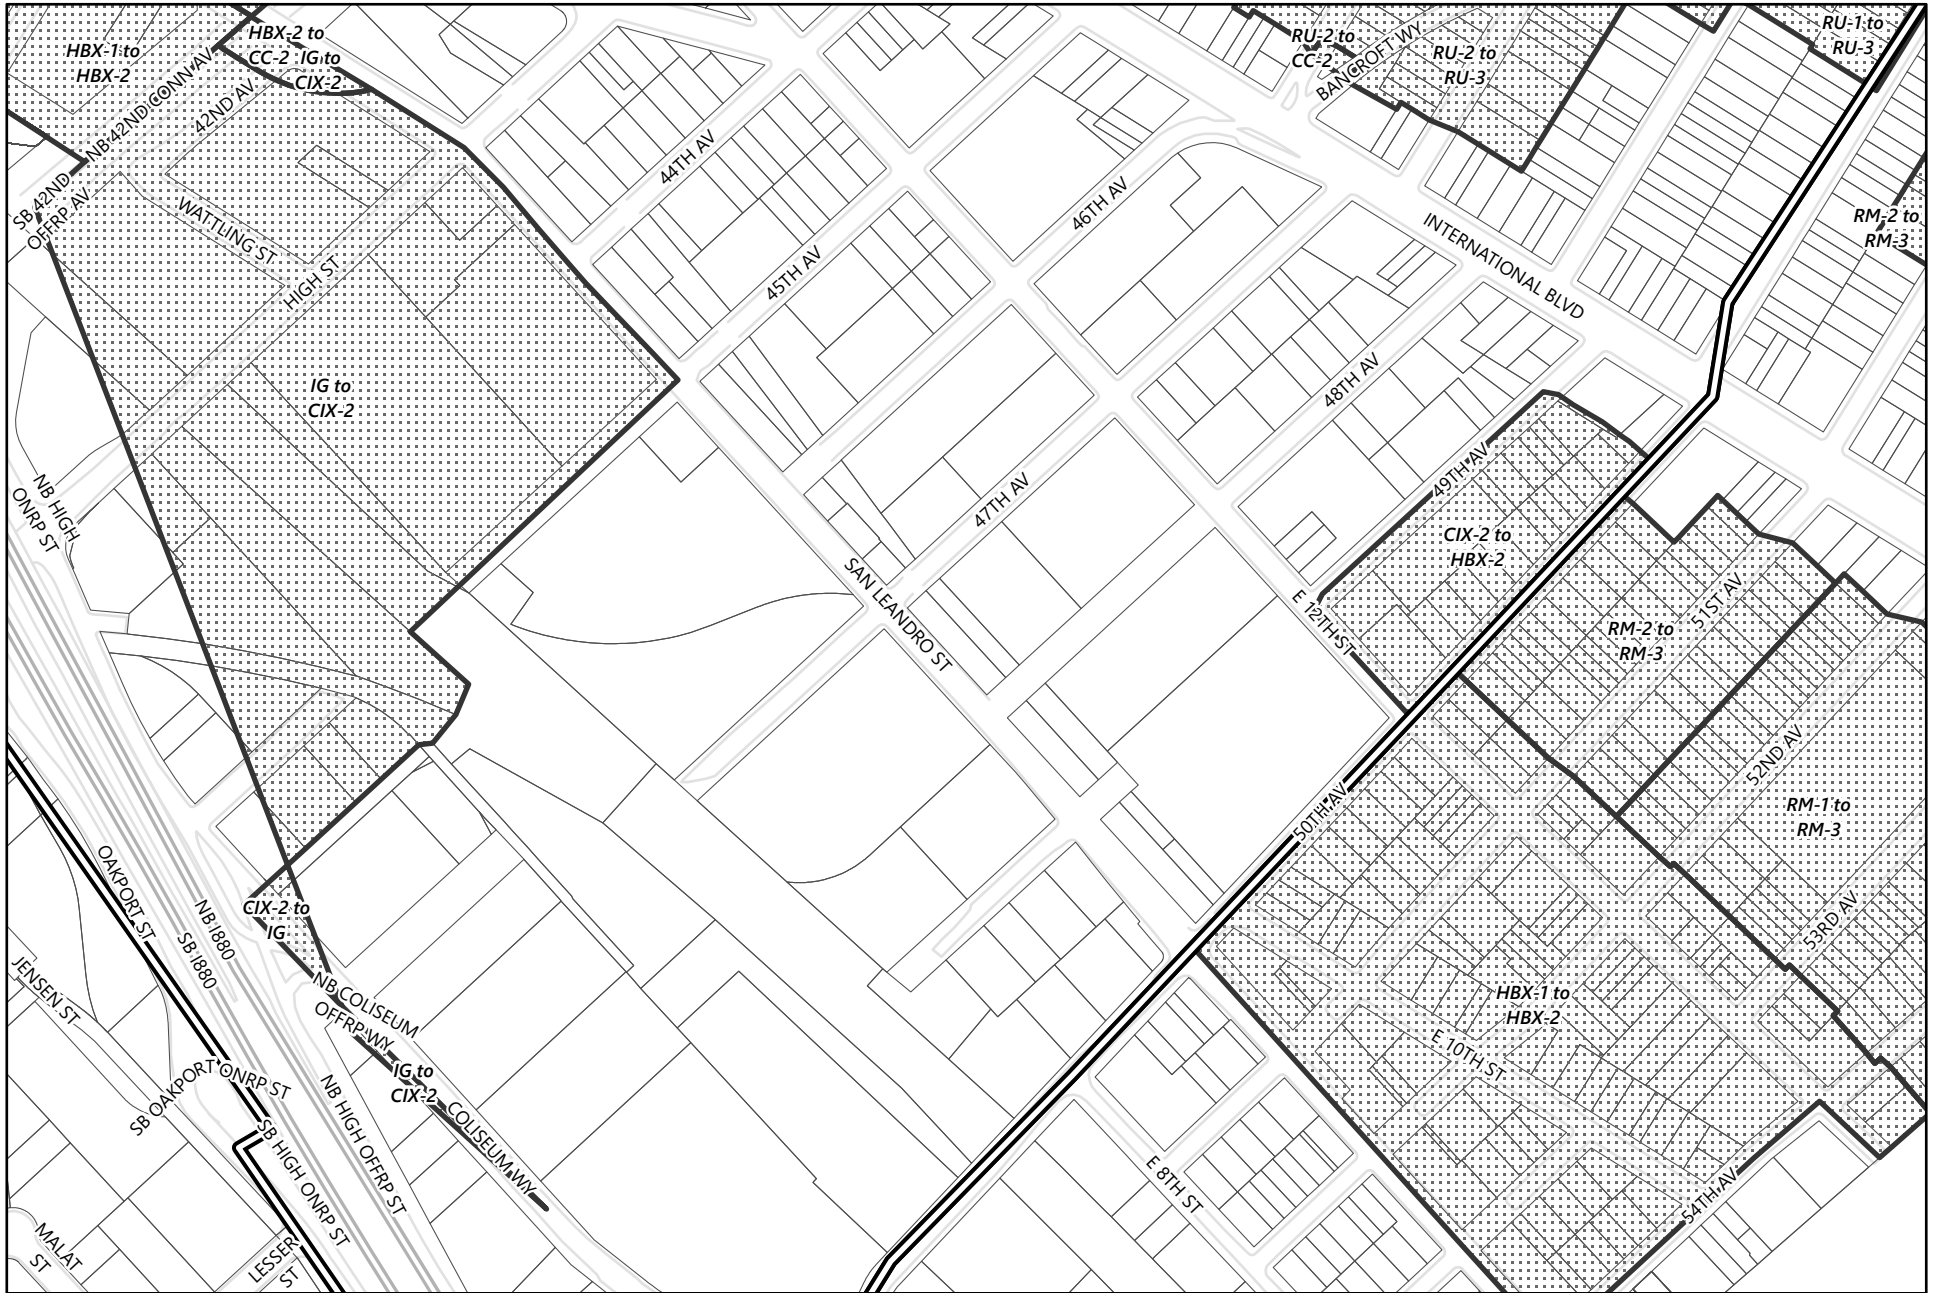 HBX-1 to
HBX-2
HBX-2 to
CC-2 IG to
CIX-2
RU-2 to
CC-2
BANCROFT WY
RU-2 to
RU-3
RU-1 to
RU-3
NB 42ND CONN AV
42ND AV
SB 42ND
OFFRP AV
WATTLING ST
HIGH ST
44TH AV
45TH AV
46TH AV
INTERNATIONAL BLVD
RM-2 to
RM-3
IG to
CIX-2
48TH AV
47TH AV
49TH AV
NB HIGH
ONRP ST
CIX-2 to
HBX-2
SAN LEANDRO ST
E 12TH ST
51ST AV
RM-2 to
RM-3
52ND AV
RM-1 to
RM-3
50TH AV
OAKPORT ST
NB I880
SB I880
CIX-2 to
IG
53RD AV
JENSEN ST
NB COLISEUM
OFFRP WY
HBX-1 to
HBX-2
E 10TH ST
IG to
CIX-2
SB OAKPORT ONRP ST
NB HIGH OFFRP ST
COLISEUM WY
SB HIGH ONRP ST
E 8TH ST
54TH AV
MALAT
ST
LESSER
ST